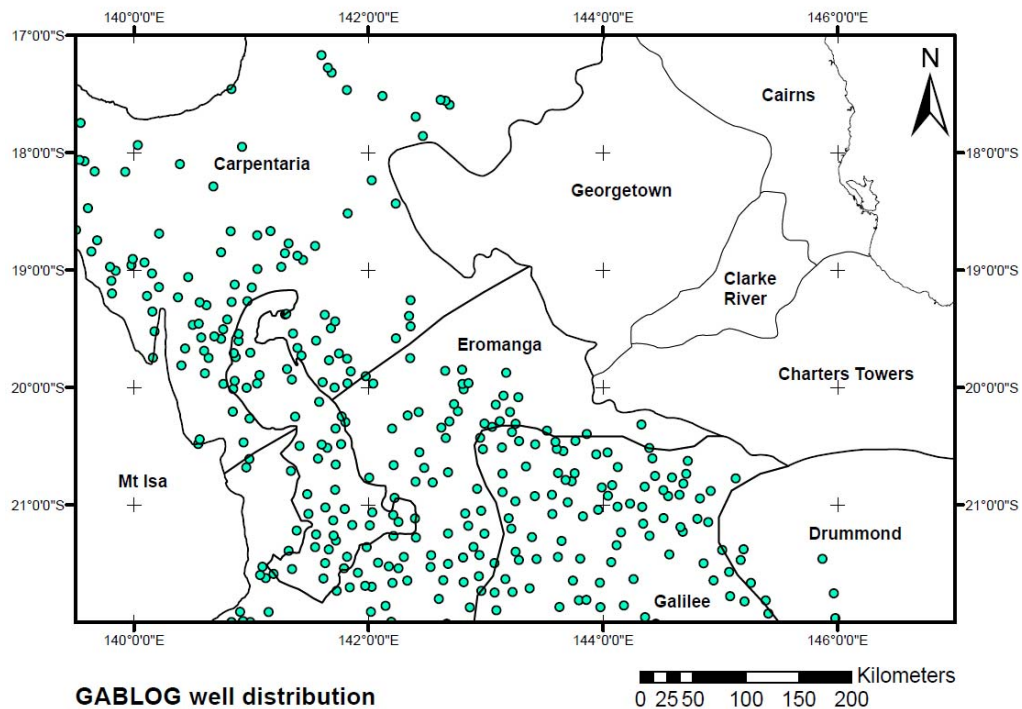 140°0'0"E 142°0'0"E 144°0'0"E 146°0'0"E
17°0'0"S
N
Cairns
18°0'0"S 18°0'0"S
Carpentaria
Georgetown
19°0'0"S 19°0'0"S
Clarke
River
Eromanga
20°0'0"S 20°0'0"S
Charters Towers
Mt Isa
21°0'0"S 21°0'0"S
Drummond
Galilee
140°0'0"E 142°0'0"E 144°0'0"E 146°0'0"E
GABLOG well distribution
Kilometers
0 25 50 100 150 200